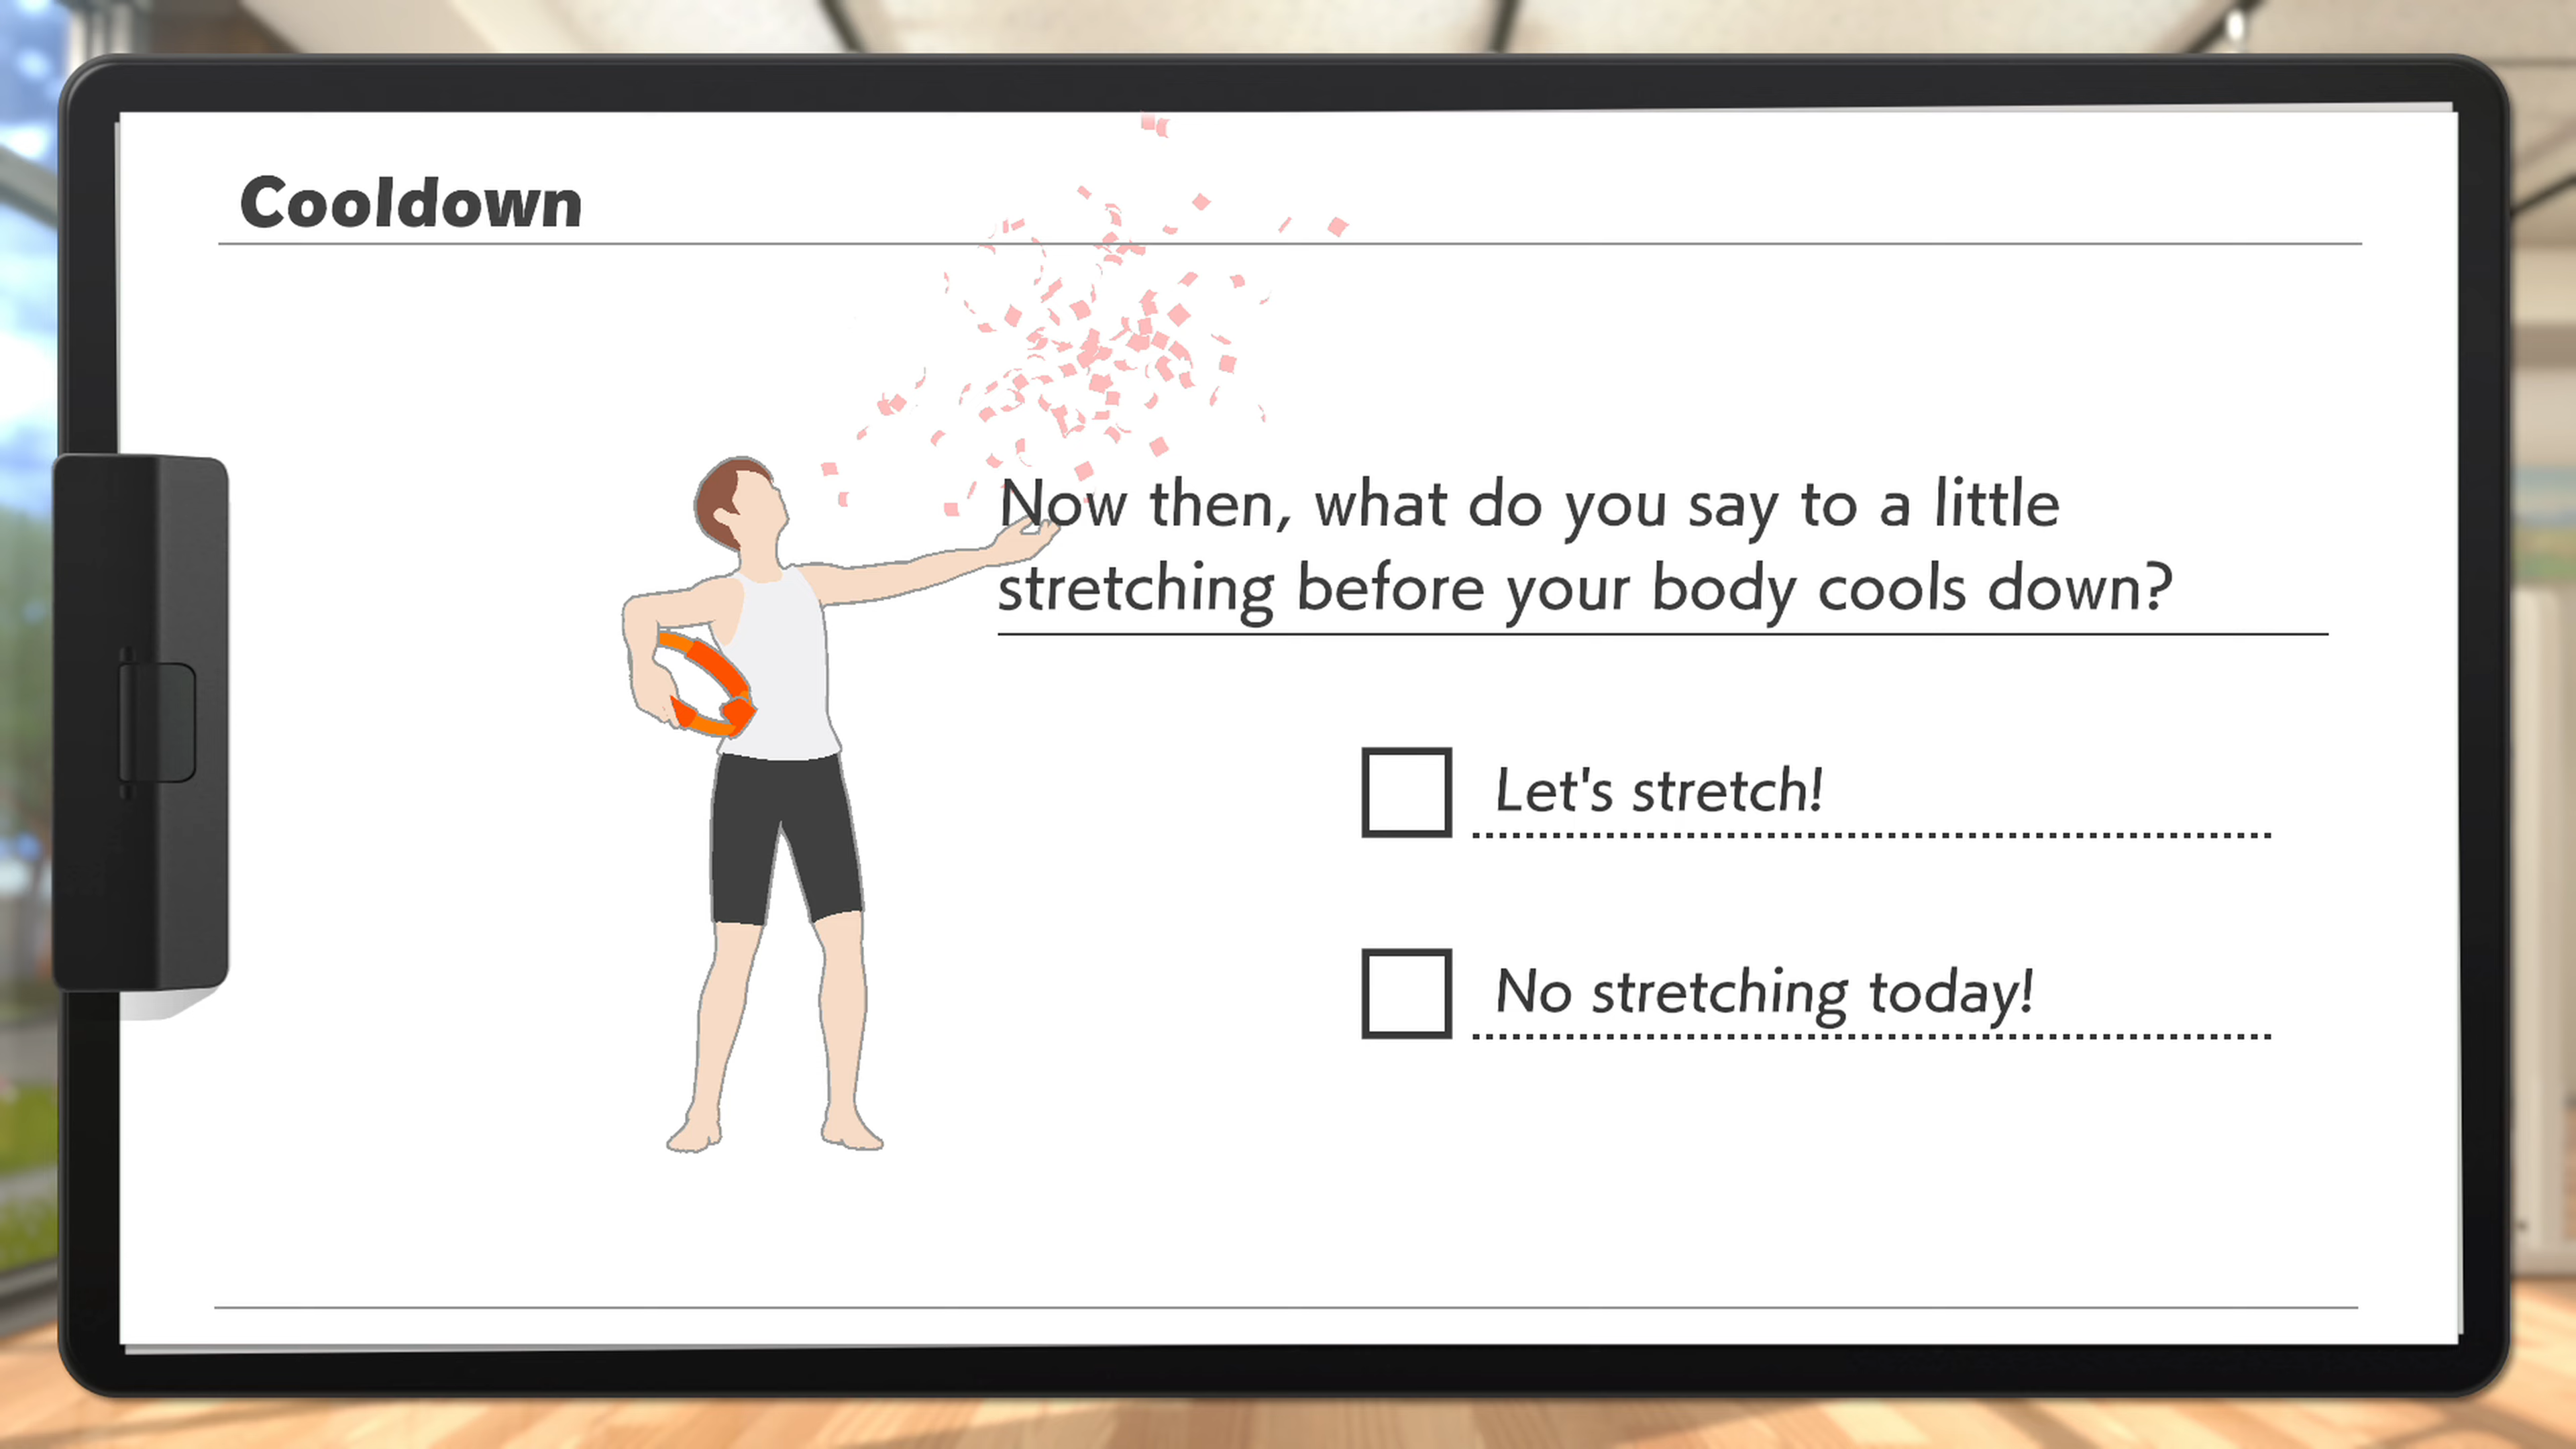 Cooldown
Now then, what do you say to a little
stretching before your body cools down?
Let's stretch!
No stretching today!